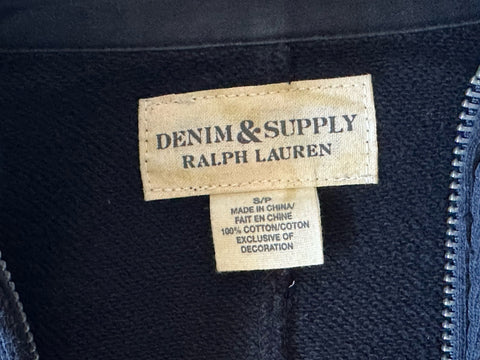 DENIM & SUPPLY
RALPH LAUREN
S/P
MADE IN CHINA/
FAIT EN CHINE
100% COTTON/COTON
EXCLUSIVE OF
DECORATION